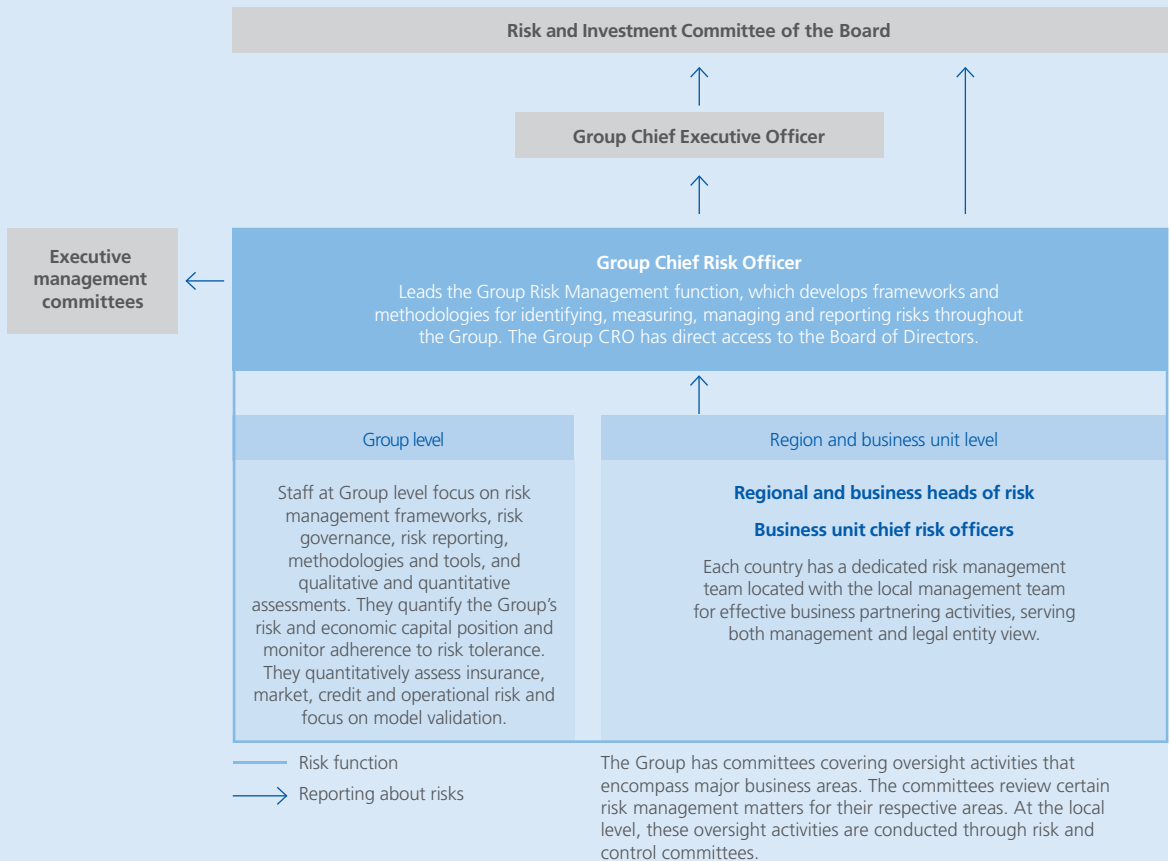 Risk and Investment Committee of the Board
Group Chief Executive Officer
Executive
management
committees
Group Chief Risk Officer
Leads the Group Risk Management function, which develops frameworks and
methodologies for identifying, measuring, managing and reporting risks throughout
the Group. The Group CRO has direct access to the Board of Directors.
Group level
Staff at Group level focus on risk
management frameworks, risk
governance, risk reporting,
methodologies and tools, and
qualitative and quantitative
assessments. They quantify the Group’s
risk and economic capital position and
monitor adherence to risk tolerance.
They quantitatively assess insurance,
market, credit and operational risk and
focus on model validation.
Region and business unit level
Regional and business heads of risk
Business unit chief risk officers
Each country has a dedicated risk management
team located with the local management team
for effective business partnering activities, serving
both management and legal entity view.
Risk function
Reporting about risks
The Group has committees covering oversight activities that
encompass major business areas. The committees review certain
risk management matters for their respective areas. At the local
level, these oversight activities are conducted through risk and
control committees.